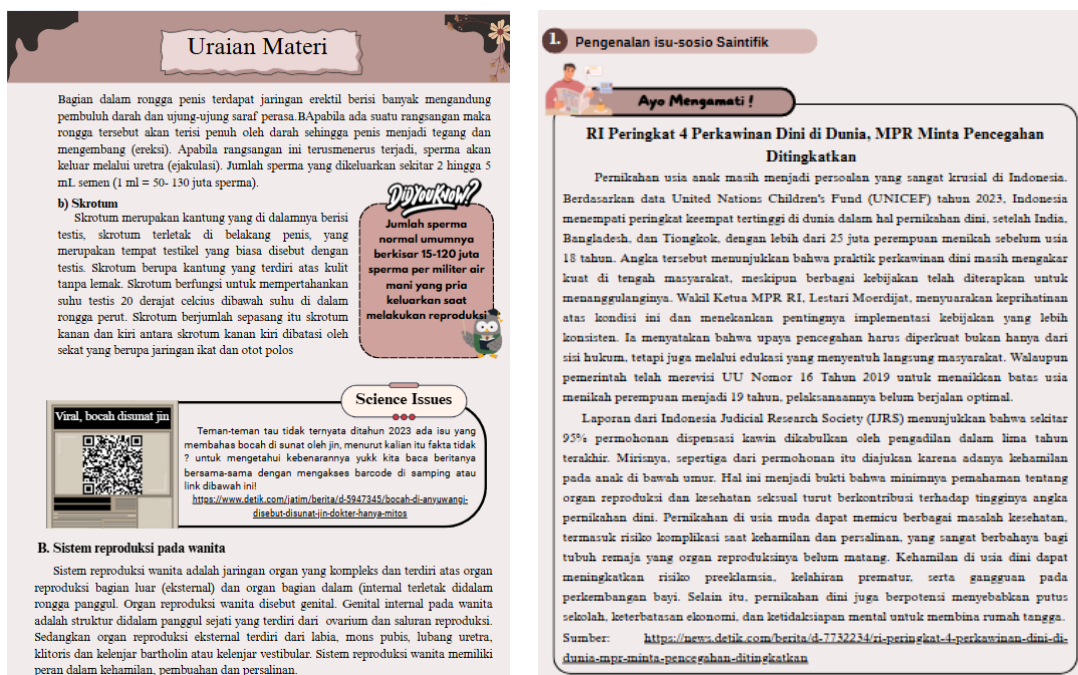 Uraian Materi
Bagian dalam rongga penis terdapat jaringan erektil berisi banyak mengandung
pembuluh darah dan ujung-ujung saraf perasa.BApabila ada suatu rangsangan maka
rongga tersebut akan terisi penuh oleh darah sehingga penis menjadi tegang dan
mengembang (ereksi). Apabila rangsangan ini terusmenerus terjadi, sperma akan
keluar melalui uretra (ejakulasi). Jumlah sperma yang dikeluarkan sekitar 2 hingga 5
mL semen (1 ml = 50- 130 juta sperma).
b) Skrotum
Skrotum merupakan kantung yang di dalamnya berisi
testis, skrotum terletak di belakang penis, yang
merupakan tempat testikel yang biasa disebut dengan
testis. Skrotum berupa kantung yang terdiri atas kulit
tanpa lemak. Skrotum berfungsi untuk mempertahankan
suhu testis 20 derajat celcius dibawah suhu di dalam
rongga perut. Skrotum berjumlah sepasang itu skrotum
kanan dan kiri antara skrotum kanan kiri dibatasi oleh
sekat yang berupa jaringan ikat dan otot polos
DID YOU KNOW?
Jumlah sperma
normal umumnya
berkisar 15-120 juta
sperma per militer air
mani yang pria
keluarkan saat
melakukan reproduksi
Viral, bocah disunat jin
Science Issues
Teman-teman tau tidak ternyata ditahun 2023 ada isu yang
membahas bocah di sunat oleh jin, menurut kalian itu fakta tidak
? untuk mengetahui kebenarannya yukk kita baca beritanya
bersama-sama dengan mengakses barcode di samping atau
link dibawah ini!
https://www.detik.com/jatim/berita/d-5947345/bocah-di-anyuwangi-
disebut-disunat-jin-dokter-hanya-mitos
B. Sistem reproduksi pada wanita
Sistem reproduksi wanita adalah jaringan organ yang kompleks dan terdiri atas organ
reproduksi bagian luar (eksternal) dan organ bagian dalam (internal terletak didalam
rongga panggul. Organ reproduksi wanita disebut genital. Genital internal pada wanita
adalah struktur didalam panggul sejati yang terdiri dari ovarium dan saluran reproduksi.
Sedangkan organ reproduksi eksternal terdiri dari labia, mons pubis, lubang uretra,
klitoris dan kelenjar bartholin atau kelenjar vestibular. Sistem reproduksi wanita memiliki
peran dalam kehamilan, pembuahan dan persalinan.
1. Pengenalan isu-sosio Saintifik
Ayo Mengamati !
RI Peringkat 4 Perkawinan Dini di Dunia, MPR Minta Pencegahan
Ditingkatkan
Pernikahan usia anak masih menjadi persoalan yang sangat krusial di Indonesia.
Berdasarkan data United Nations Children's Fund (UNICEF) tahun 2023, Indonesia
menempati peringkat keempat tertinggi di dunia dalam hal pernikahan dini, setelah India,
Bangladesh, dan Tiongkok, dengan lebih dari 25 juta perempuan menikah sebelum usia
18 tahun. Angka tersebut menunjukkan bahwa praktik perkawinan dini masih mengakar
kuat di tengah masyarakat, meskipun berbagai kebijakan telah diterapkan untuk
menanggulanginya. Wakil Ketua MPR RI, Lestari Moerdijat, menyuarakan keprihatinan
atas kondisi ini dan menekankan pentingnya implementasi kebijakan yang lebih
konsisten. Ia menyatakan bahwa upaya pencegahan harus diperkuat bukan hanya dari
sisi hukum, tetapi juga melalui edukasi yang menyentuh langsung masyarakat. Walaupun
pemerintah telah merevisi UU Nomor 16 Tahun 2019 untuk menaikkan batas usia
menikah perempuan menjadi 19 tahun, pelaksanaannya belum berjalan optimal.
Laporan dari Indonesia Judicial Research Society (IJRS) menunjukkan bahwa sekitar
95% permohonan dispensasi kawin dikabulkan oleh pengadilan dalam lima tahun
terakhir. Mirisnya, sepertiga dari permohonan itu diajukan karena adanya kehamilan
pada anak di bawah umur. Hal ini menjadi bukti bahwa minimnya pemahaman tentang
organ reproduksi dan kesehatan seksual turut berkontribusi terhadap tingginya angka
pernikahan dini. Pernikahan di usia muda dapat memicu berbagai masalah kesehatan,
termasuk risiko komplikasi saat kehamilan dan persalinan, yang sangat berbahaya bagi
tubuh remaja yang organ reproduksinya belum matang. Kehamilan di usia dini dapat
meningkatkan risiko preeklamsia, kelahiran prematur, serta gangguan pada
perkembangan bayi. Selain itu, pernikahan dini juga berpotensi menyebabkan putus
sekolah, keterbatasan ekonomi, dan ketidaksiapan mental untuk membina rumah tangga.
Sumber: https://news.detik.com/berita/d-7732234/ri-peringkat-4-perkawinan-dini-di-
dunia-mpr-minta-pencegahan-ditingkatkan